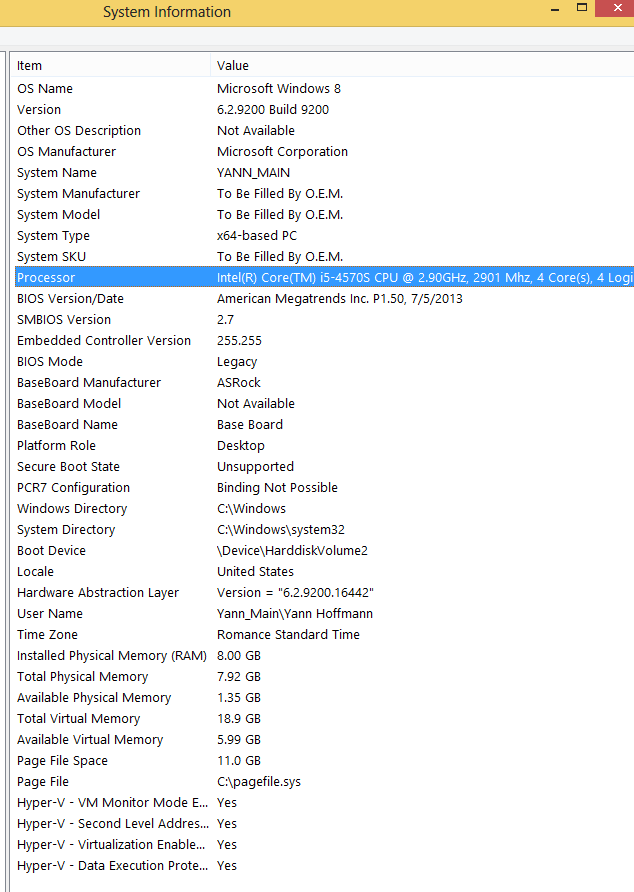 System Information
Item Value
OS Name Microsoft Windows 8
Version 6.2.9200 Build 9200
Other OS Description Not Available
OS Manufacturer Microsoft Corporation
System Name YANN_MAIN
System Manufacturer To Be Filled By O.E.M.
System Model To Be Filled By O.E.M.
System Type x64-based PC
System SKU To Be Filled By O.E.M.
Processor Intel(R) Core(TM) i5-4570S CPU @ 2.90GHz, 2901 Mhz, 4 Core(s), 4 Logi
BIOS Version/Date American Megatrends Inc. P1.50, 7/5/2013
SMBIOS Version 2.7
Embedded Controller Version 255.255
BIOS Mode Legacy
BaseBoard Manufacturer ASRock
BaseBoard Model Not Available
BaseBoard Name Base Board
Platform Role Desktop
Secure Boot State Unsupported
PCR7 Configuration Binding Not Possible
Windows Directory C:\Windows
System Directory C:\Windows\system32
Boot Device \Device\HarddiskVolume2
Locale United States
Hardware Abstraction Layer Version = "6.2.9200.16442"
User Name Yann_Main\Yann Hoffmann
Time Zone Romance Standard Time
Installed Physical Memory (RAM) 8.00 GB
Total Physical Memory 7.92 GB
Available Physical Memory 1.35 GB
Total Virtual Memory 18.9 GB
Available Virtual Memory 5.99 GB
Page File Space 11.0 GB
Page File C:\pagefile.sys
Hyper-V - VM Monitor Mode E... Yes
Hyper-V - Second Level Addres... Yes
Hyper-V - Virtualization Enable... Yes
Hyper-V - Data Execution Prote... Yes